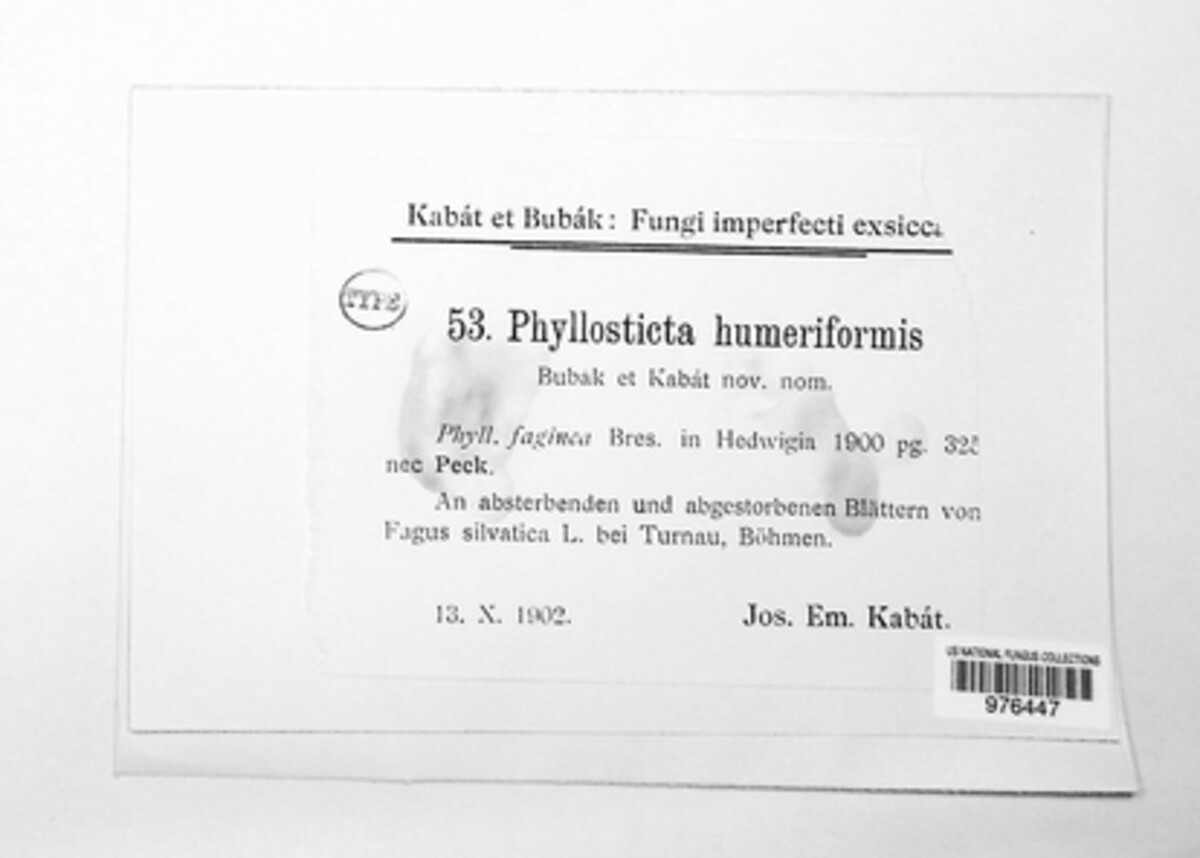 Kabát et Bubák: Fungi imperfecti exsicca
TYPE
53. Phyllosticta humeriformis
Bubák et Kabát nov. nom.
Phyll. faginea Bres. in Hedwigia 1900 pg.
nec Peck.
An absterbenden und abgestorbenen Blättern von
Fagus silvatica L. bei Turnau, Böhmen.
13. X. 1902.
Jos. Em. Kabát.
US NATIONAL FUNGUS COLLECTIONS
976447